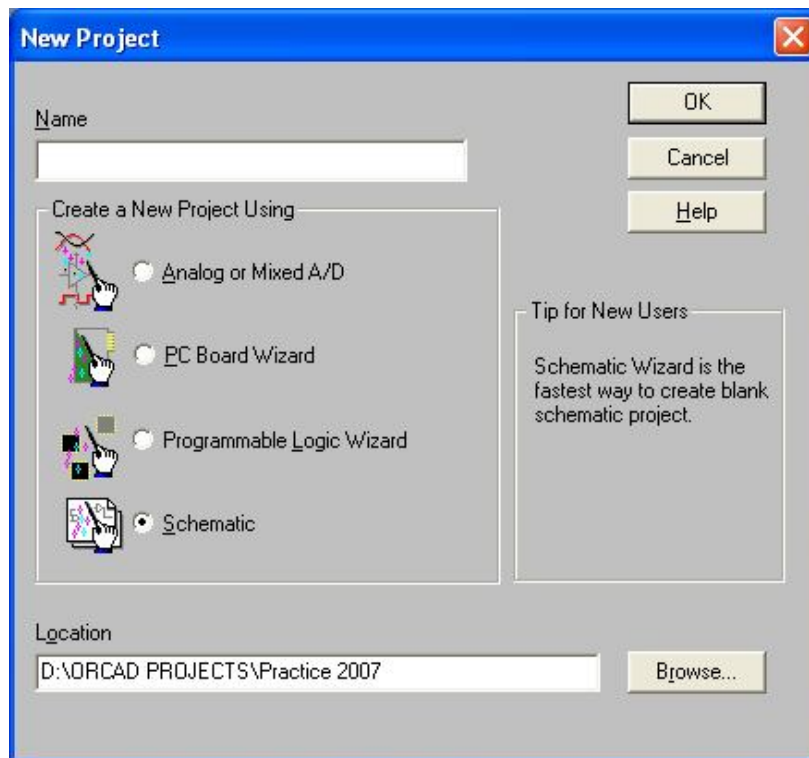 New Project
Name
OK
Cancel
Help
Create a New Project Using
Analog or Mixed A/D
PC Board Wizard
Programmable Logic Wizard
Schematic
Tip for New Users
Schematic Wizard is the
fastest way to create blank
schematic project.
Location
D:\ORCAD PROJECTS\Practice 2007
Browse...